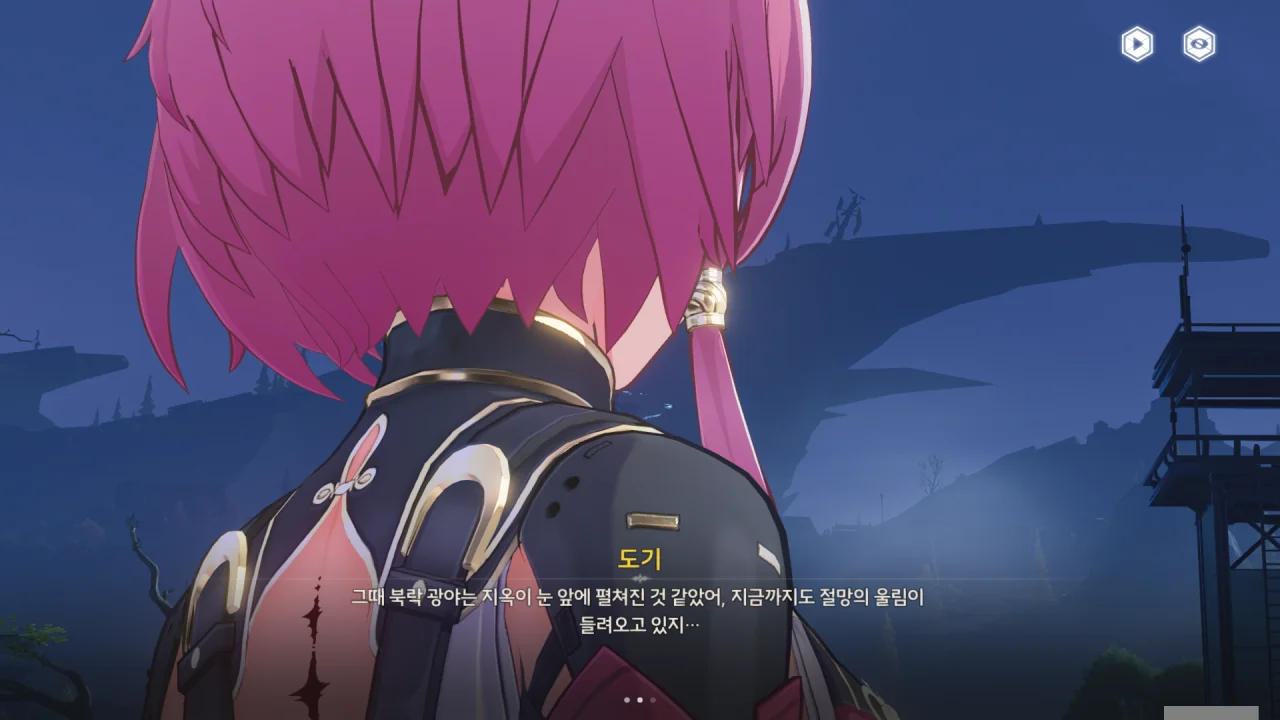 도기
그때 북락 광야는 지옥이 눈 앞에 펼쳐진 것 같았어, 지금까지도 절망의 울림이
들려오고 있지…